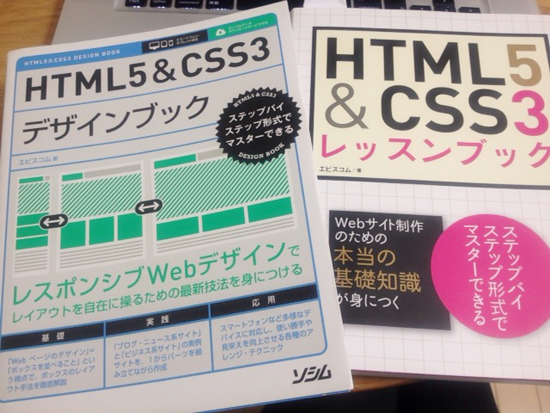 HTML5 & CSS3 DESIGN BOOK
HTML5 & CSS3
デザインブック
HTML5 & CSS3
ステップバイ
ステップ形式で
マスターできる
DESIGN BOOK
エビスコム 著
レスポンシブWebデザインで
レイアウトを自在に操るための最新技法を身につける
基礎
「Web ページのデザイン」=
「ボックスを並べること」とい
う視点で、ボックスのレイア
ウト手法を徹底解説
実践
「ブログ・ニュース系サイト」
と「ビジネス系サイト」の実例
サイトを、1からパーツを組
み立てながら作成
応用
スマートフォンなど多様なデ
バイスに対応し、使い勝手や
見栄えを向上させる各種のア
レンジ・テクニック
ソシム
HTML5
& CSS3
レッスンブック
エビスコム/著
Webサイト制作
のための
本当の
基礎知識
が身につく
ステップバイ
ステップ形式で
マスターできる